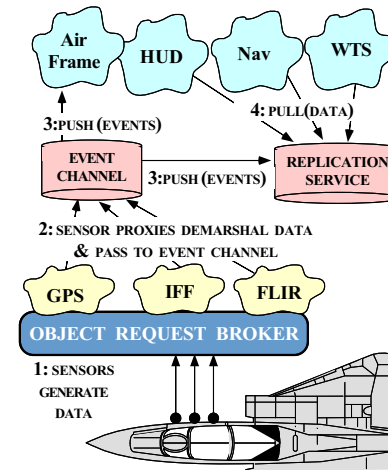 Air
Frame
HUD
Nav
WTS
4: PULL(DATA)
3:PUSH (EVENTS)
EVENT
CHANNEL
3:PUSH (EVENTS)
REPLICATION
SERVICE
2: SENSOR PROXIES DEMARSHAL DATA
& PASS TO EVENT CHANNEL
GPS
IFF
FLIR
OBJECT REQUEST BROKER
1: SENSORS
GENERATE
DATA